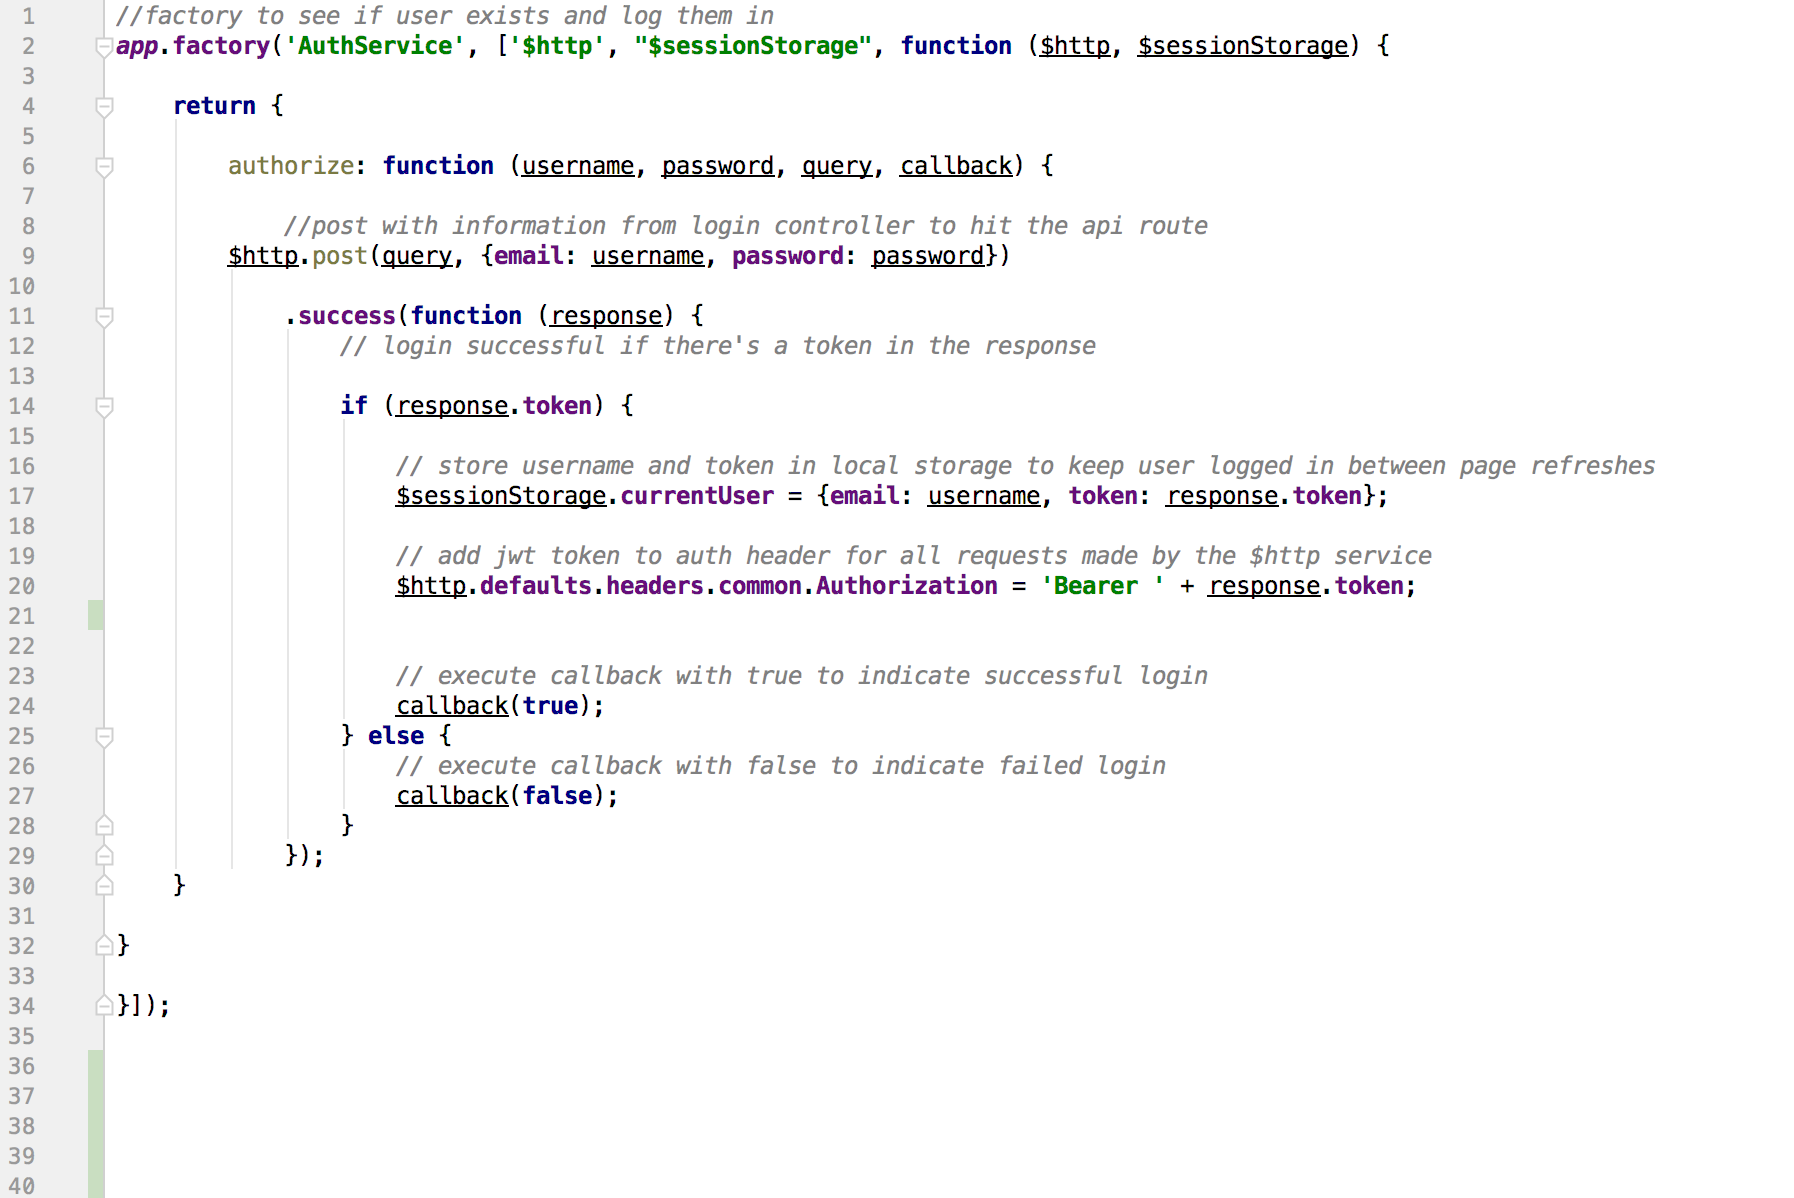 1 //factory to see if user exists and log them in
2 app.factory('AuthService', ['$http', "$sessionStorage", function ($http, $sessionStorage) {
3
4 return {
5
6 authorize: function (username, password, query, callback) {
7
8 //post with information from login controller to hit the api route
9 $http.post(query, {email: username, password: password})
10
11 .success(function (response) {
12 // login successful if there's a token in the response
13
14 if (response.token) {
15
16 // store username and token in local storage to keep user logged in between page refreshes
17 $sessionStorage.currentUser = {email: username, token: response.token};
18
19 // add jwt token to auth header for all requests made by the $http service
20 $http.defaults.headers.common.Authorization = 'Bearer ' + response.token;
21
22
23 // execute callback with true to indicate successful login
24 callback(true);
25 } else {
26 // execute callback with false to indicate failed login
27 callback(false);
28 }
29 });
30 }
31
32 }
33
34 }]);
35
36
37
38
39
40